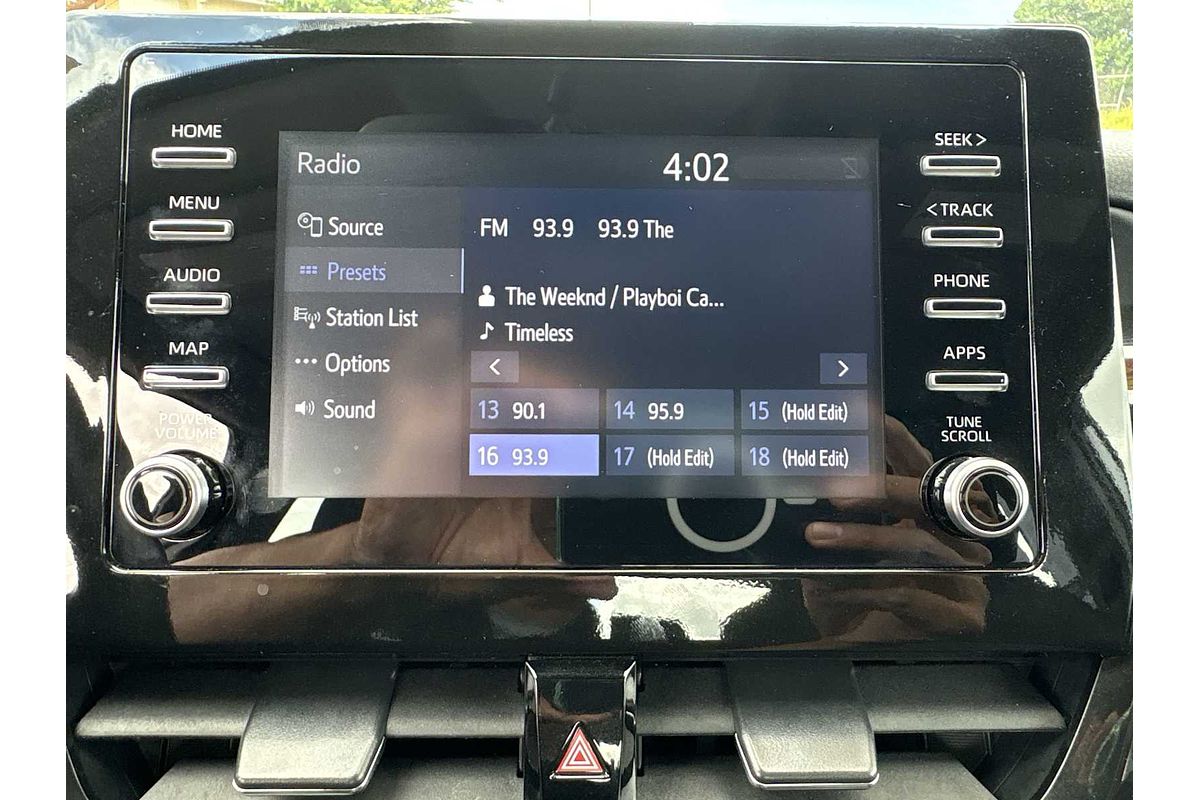 HOME
MENU
AUDIO
MAP
POWER
VOLUME
Radio
4:02
Source
Presets
Station List
Options
Sound
FM 93.9 93.9 The
The Weeknd / Playboi Ca...
Timeless
< >
13 90.1 14 95.9 15 (Hold Edit)
16 93.9 17 (Hold Edit) 18 (Hold Edit)
SEEK >
< TRACK
PHONE
APPS
TUNE
SCROLL